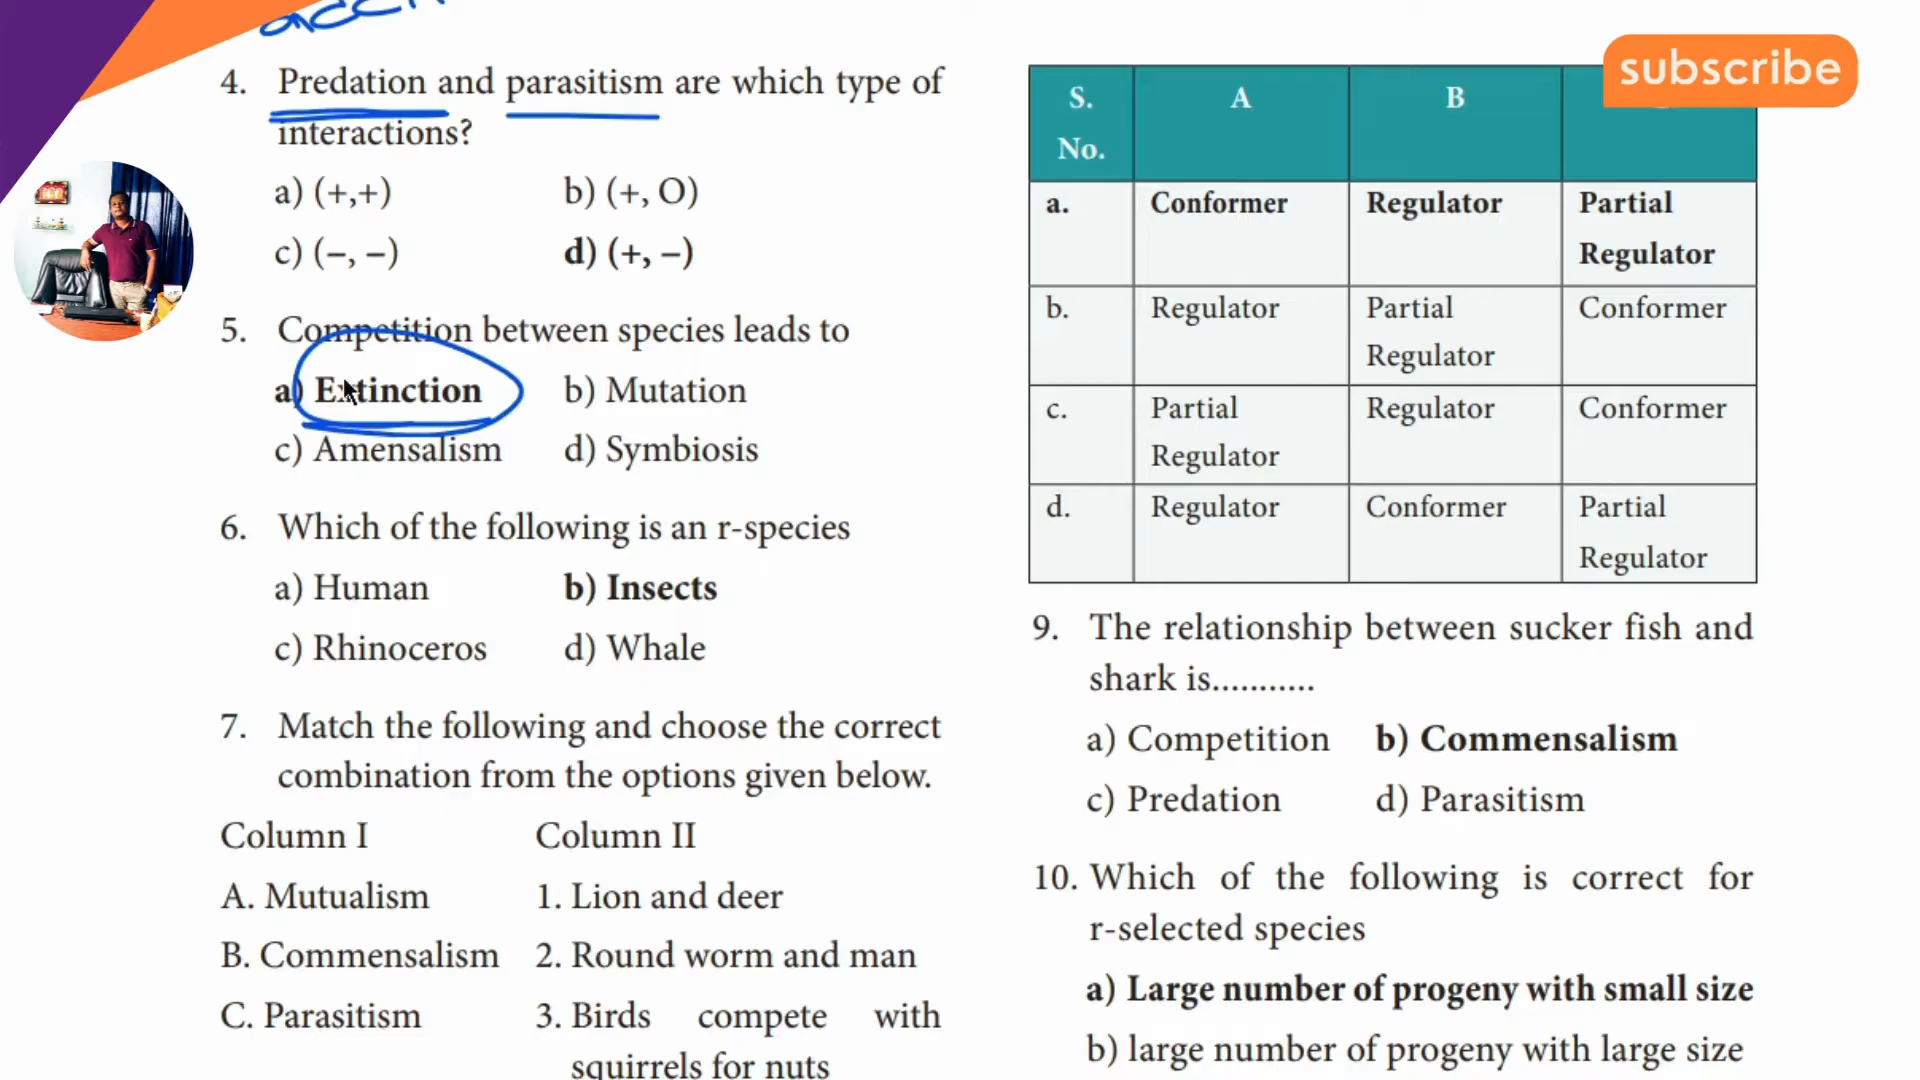 subscribe
4. Predation and parasitism are which type of
interactions?
a) (+,+) b) (+, O)
c) (–, –) d) (+, –)
5. Competition between species leads to
a) Extinction b) Mutation
c) Amensalism d) Symbiosis
6. Which of the following is an r-species
a) Human b) Insects
c) Rhinoceros d) Whale
7. Match the following and choose the correct
combination from the options given below.
Column I Column II
A. Mutualism 1. Lion and deer
B. Commensalism 2. Round worm and man
C. Parasitism 3. Birds compete with
squirrels for nuts
S. No. A B
a. Conformer Regulator Partial Regulator
b. Regulator Partial Regulator Conformer
c. Partial Regulator Regulator Conformer
d. Regulator Conformer Partial Regulator
9. The relationship between sucker fish and
shark is...........
a) Competition b) Commensalism
c) Predation d) Parasitism
10. Which of the following is correct for
r-selected species
a) Large number of progeny with small size
b) large number of progeny with large size